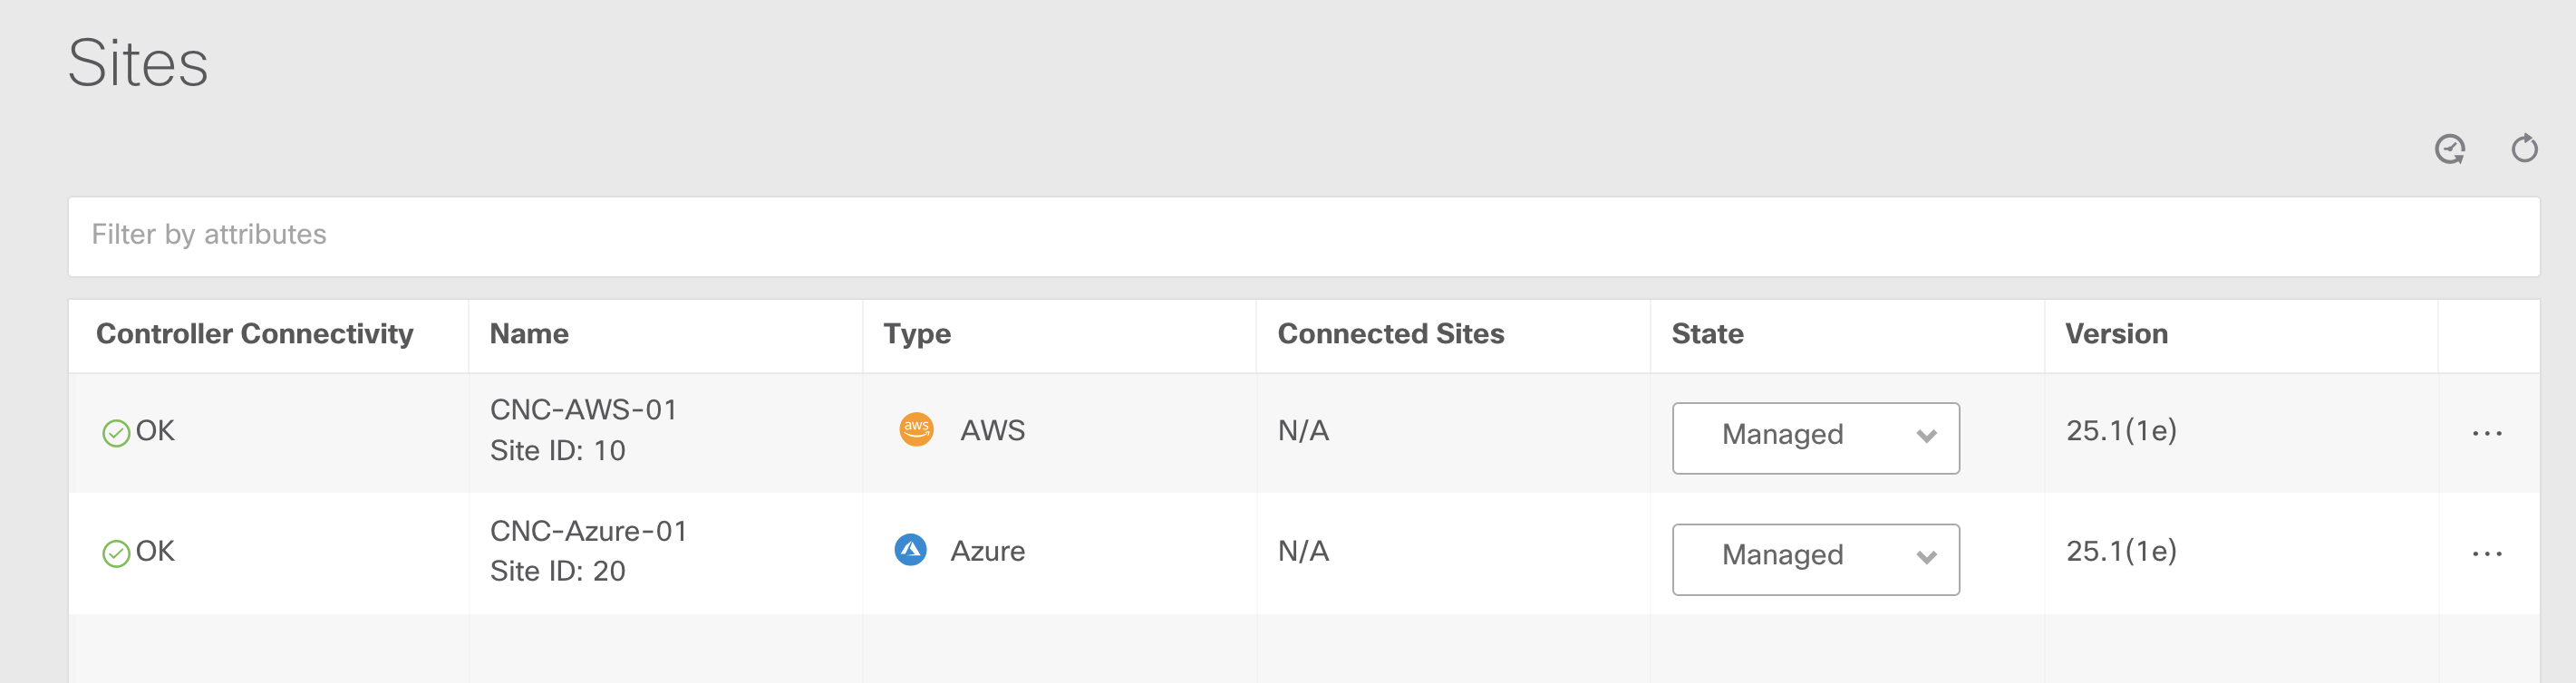 Sites
Filter by attributes
Controller Connectivity Name Type Connected Sites State Version
OK CNC-AWS-01 aws AWS N/A Managed 25.1(1e) ...
Site ID: 10
OK CNC-Azure-01 Azure N/A Managed 25.1(1e) ...
Site ID: 20